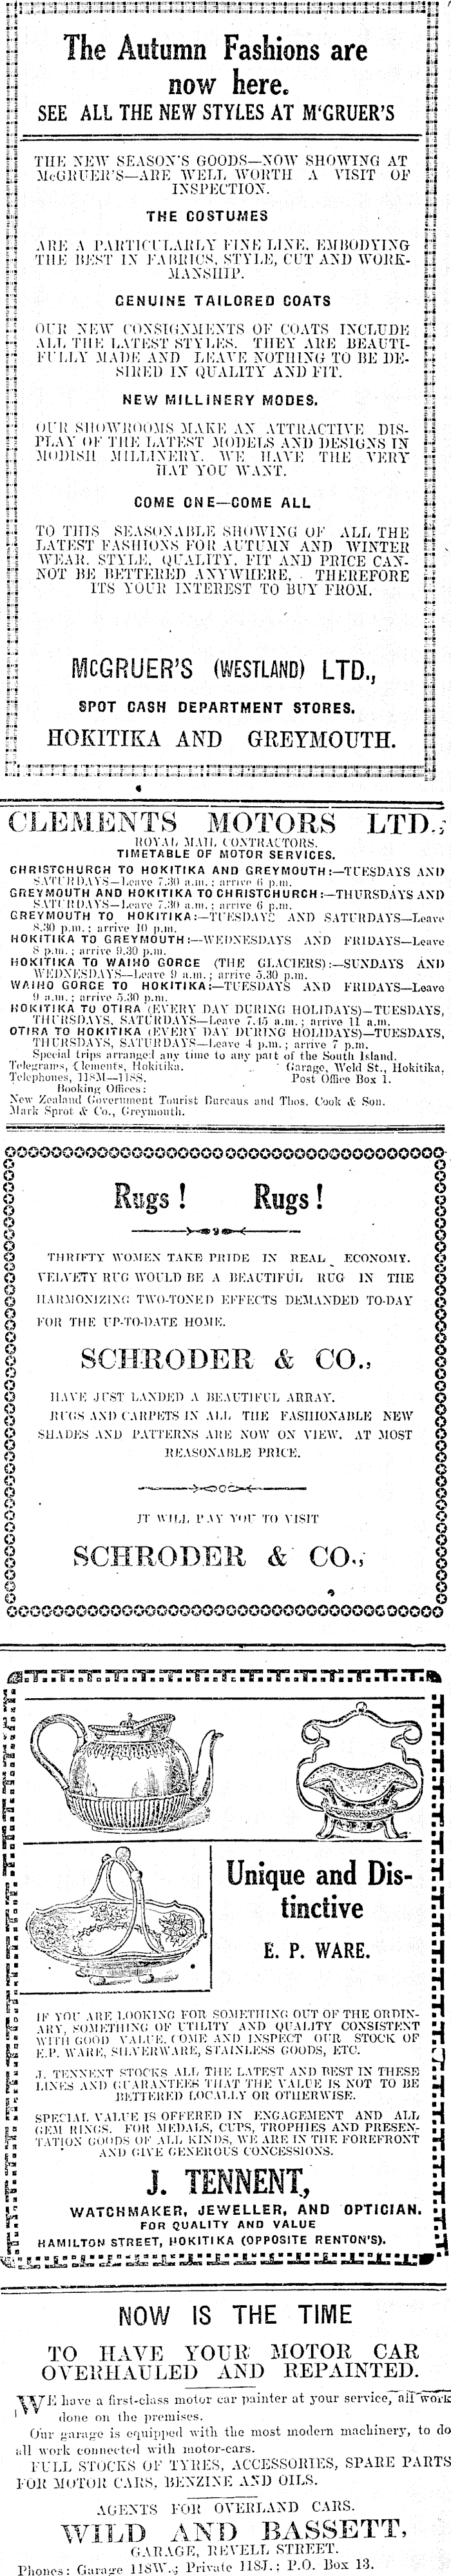 The Autumn Fashions are
now here.
SEE ALL THE NEW STYLES AT M'GRUER'S
THE NEW SEASON'S GOODS—NOW SHOWING AT
McGRUER'S—ARE WELL WORTH A VISIT OF
INSPECTION.
THE COSTUMES
ARE A PARTICULARLY FINE LINE, EMBODYING
THE BEST IN FABRICS, STYLE, CUT AND WORK-
MANSHIP.
GENUINE TAILORED COATS
OUR NEW CONSIGNMENTS OF COATS INCLUDE
ALL THE LATEST STYLES. THEY ARE BEAUTI-
FULLY MADE AND LEAVE NOTHING TO BE DE-
SIRED IN QUALITY AND FIT.
NEW MILLINERY MODES.
OUR SHOWROOMS MAKE AN ATTRACTIVE DIS-
PLAY OF THE LATEST MODELS AND DESIGNS IN
MODISH MILLINERY. WE HAVE THE VERY
HAT YOU WANT.
COME ONE—COME ALL
TO THIS SEASONABLE SHOWING OF ALL THE
LATEST FASHIONS FOR AUTUMN AND WINTER
WEAR. STYLE, QUALITY, FIT AND PRICE CAN-
NOT BE BETTERED ANYWHERE, THEREFORE
ITS YOUR INTEREST TO BUY FROM.
McGRUER'S (WESTLAND) LTD.,
SPOT CASH DEPARTMENT STORES.
HOKITIKA AND GREYMOUTH.
CLEMENTS MOTORS LTD.,
ROYAL MAIL CONTRACTORS.
TIMETABLE OF MOTOR SERVICES.
CHRISTCHURCH TO HOKITIKA AND GREYMOUTH:—TUESDAYS AND
SATURDAYS—Leave 7.30 a.m.; arrive 6 p.m.
GREYMOUTH AND HOKITIKA TO CHRISTCHURCH:—THURSDAYS AND
SATURDAYS—Leave 7.30 a.m.; arrive 6 p.m.
GREYMOUTH TO HOKITIKA:—TUESDAYS AND SATURDAYS—Leave
8.30 p.m.; arrive 10 p.m.
HOKITIKA TO GREYMOUTH:—WEDNESDAYS AND FRIDAYS—Leave
8 p.m.; arrive 9.30 p.m.
HOKITIKA TO WAIHO GORGE (THE GLACIERS):—SUNDAYS AND
WEDNESDAYS—Leave 9 a.m.; arrive 5.30 p.m.
WAIHO GORGE TO HOKITIKA:—TUESDAYS AND FRIDAYS—Leave
9 a.m.; arrive 5.30 p.m.
HOKITIKA TO OTIRA (EVERY DAY DURING HOLIDAYS)—TUESDAYS,
THURSDAYS, SATURDAYS—Leave 7.45 a.m.; arrive 11 a.m.
OTIRA TO HOKITIKA (EVERY DAY DURING HOLIDAYS)—TUESDAYS,
THURSDAYS, SATURDAYS—Leave 4 p.m.; arrive 7 p.m.
Special trips arranged any time to any part of the South Island.
Telegrams, Clements, Hokitika. Garage, Weld St., Hokitika.
Telephones, 118M—118S. Post Office Box 1.
Booking Offices:
New Zealand Government Tourist Bureaus and Thos. Cook & Son.
Mark Sprot & Co., Greymouth.
Rugs! Rugs!
THRIFTY WOMEN TAKE PRIDE IN REAL ECONOMY.
VELVETY RUG WOULD BE A BEAUTIFUL RUG IN THE
HARMONIZING TWO-TONED EFFECTS DEMANDED TO-DAY
FOR THE UP-TO-DATE HOME.
SCHRODER & CO.,
HAVE JUST LANDED A BEAUTIFUL ARRAY.
RUGS AND CARPETS IN ALL THE FASHIONABLE NEW
SHADES AND PATTERNS ARE NOW ON VIEW. AT MOST
REASONABLE PRICE.
IT WILL PAY YOU TO VISIT
SCHRODER & CO.,
Unique and Dis-
tinctive
E. P. WARE.
IF YOU ARE LOOKING FOR SOMETHING OUT OF THE ORDIN-
ARY, SOMETHING OF UTILITY AND QUALITY CONSISTENT
WITH GOOD VALUE, COME AND INSPECT OUR STOCK OF
E.P. WARE, SILVERWARE, STAINLESS GOODS, ETC.
J. TENNENT STOCKS ALL THE LATEST AND BEST IN THESE
LINES AND GUARANTEES THAT THE VALUE IS NOT TO BE
BETTERED LOCALLY OR OTHERWISE.
SPECIAL VALUE IS OFFERED IN ENGAGEMENT AND ALL
GEM RINGS. FOR MEDALS, CUPS, TROPHIES AND PRESEN-
TATION GOODS OF ALL KINDS, WE ARE IN THE FOREFRONT
AND GIVE GENEROUS CONCESSIONS.
J. TENNENT,
WATCHMAKER, JEWELLER, AND OPTICIAN.
FOR QUALITY AND VALUE
HAMILTON STREET, HOKITIKA (OPPOSITE RENTON'S).
NOW IS THE TIME
TO HAVE YOUR MOTOR CAR
OVERHAULED AND REPAINTED.
WE have a first-class motor car painter at your service, all work
done on the premises.
Our garage is equipped with the most modern machinery, to do
all work connected with motor-cars.
FULL STOCKS OF TYRES, ACCESSORIES, SPARE PARTS
FOR MOTOR CARS, BENZINE AND OILS.
AGENTS FOR OVERLAND CARS.
WILD AND BASSETT,
GARAGE, REVELL STREET.
Phones: Garage 118W.; Private 118J.; P.O. Box 13.